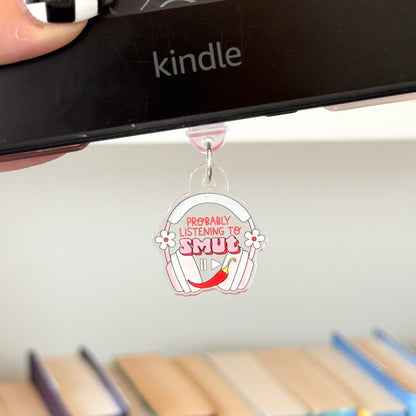 kindle
PROBABLY
LISTENING TO
SMUT